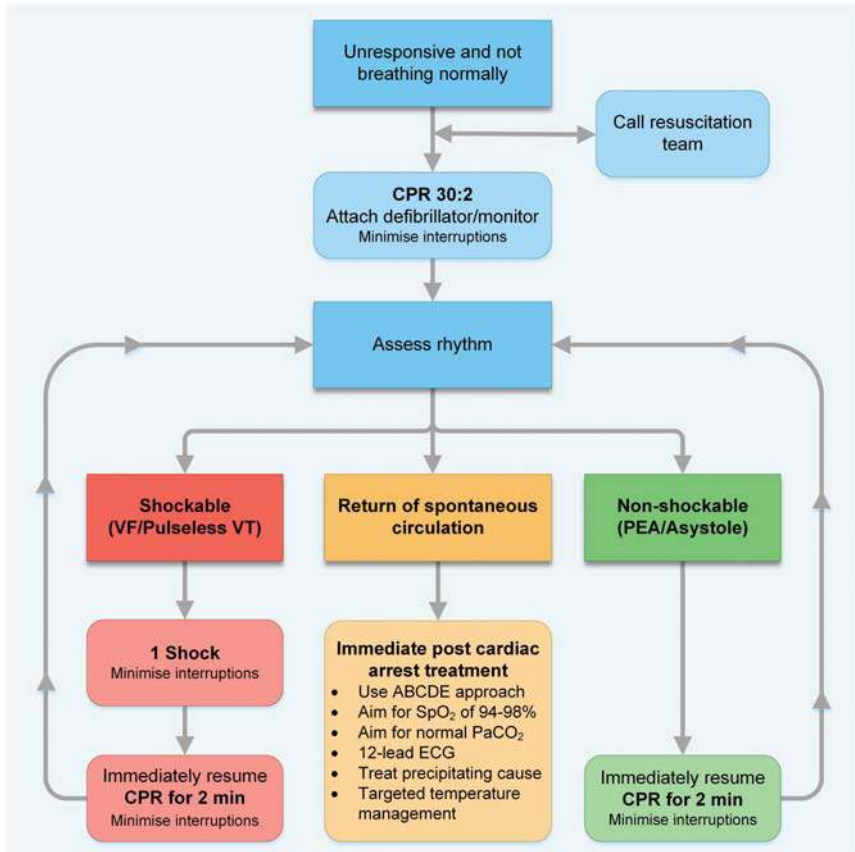 Unresponsive and not
breathing normally
Call resuscitation
team
CPR 30:2
Attach defibrillator/monitor
Minimise interruptions
Assess rhythm
Shockable
(VF/Pulseless VT)
Return of spontaneous
circulation
Non-shockable
(PEA/Asystole)
1 Shock
Minimise interruptions
Immediate post cardiac
arrest treatment
• Use ABCDE approach
• Aim for SpO₂ of 94-98%
• Aim for normal PaCO₂
• 12-lead ECG
• Treat precipitating cause
• Targeted temperature
management
Immediately resume
CPR for 2 min
Minimise interruptions
Immediately resume
CPR for 2 min
Minimise interruptions